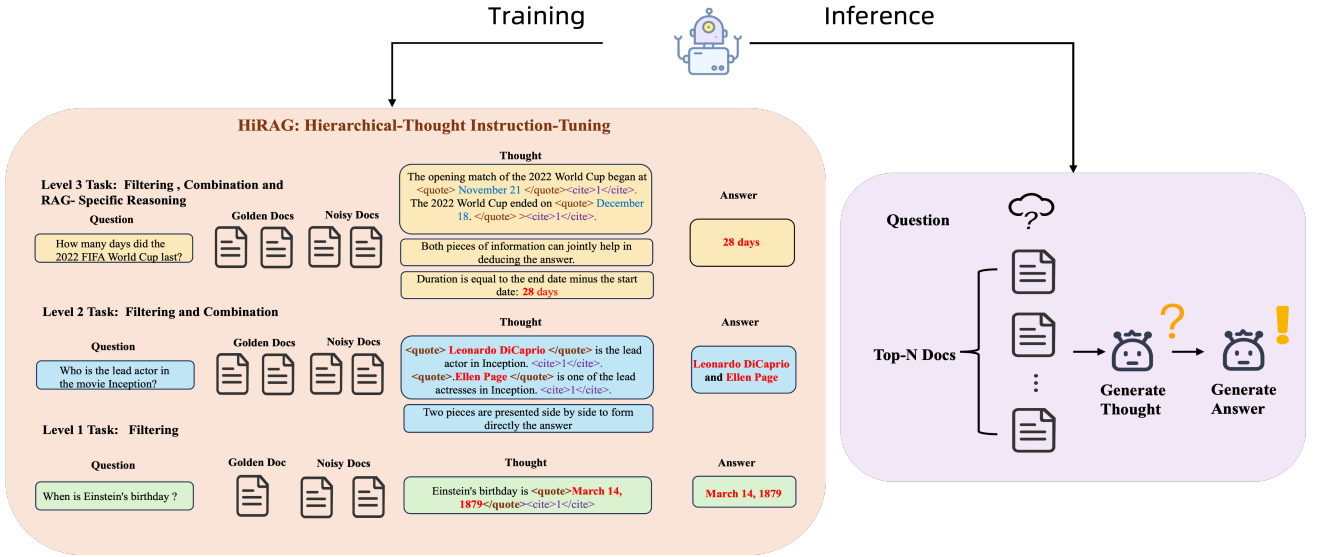 Training
Inference
HiRAG: Hierarchical-Thought Instruction-Tuning
Level 3 Task: Filtering , Combination and
RAG- Specific Reasoning
Question
How many days did the
2022 FIFA World Cup last?
Golden Docs
Noisy Docs
Thought
The opening match of the 2022 World Cup began at
<quote> November 21 </quote><cite>1</cite>.
The 2022 World Cup ended on <quote> December
18. </quote> ><cite>1</cite>.
Both pieces of information can jointly help in
deducing the answer.
Duration is equal to the end date minus the start
date: 28 days
Answer
28 days
Level 2 Task: Filtering and Combination
Question
Who is the lead actor in
the movie Inception?
Golden Docs
Noisy Docs
Thought
<quote> Leonardo DiCaprio </quote> is the lead
actor in Inception. <cite>1</cite>.
<quote>.Ellen Page </quote> is one of the lead
actresses in Inception. <cite>1</cite>.
Two pieces are presented side by side to form
directly the answer
Answer
Leonardo DiCaprio
and Ellen Page
Level 1 Task: Filtering
Question
When is Einstein's birthday ?
Golden Doc
Noisy Docs
Thought
Einstein's birthday is <quote>March 14,
1879</quote><cite>1</cite>
Answer
March 14, 1879
Question
?
Top-N Docs
?
Generate
Thought
!
Generate
Answer